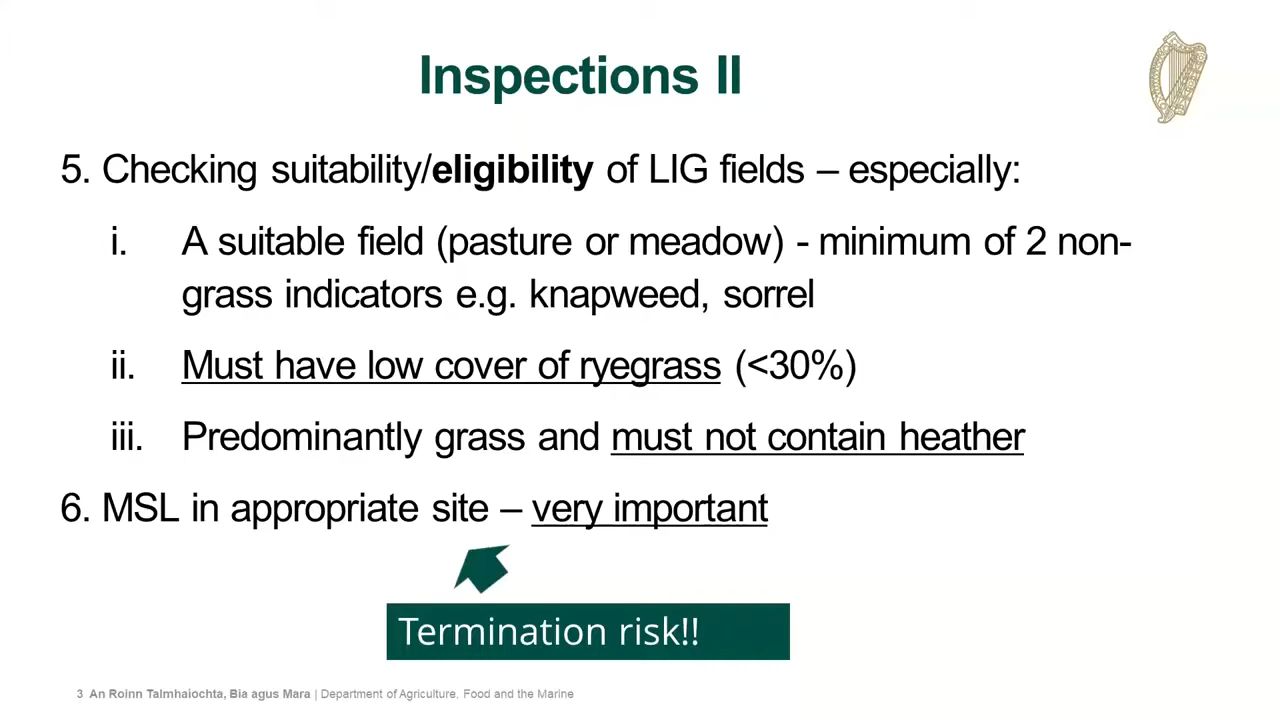 Inspections II
5. Checking suitability/eligibility of LIG fields – especially:
i. A suitable field (pasture or meadow) - minimum of 2 non-
grass indicators e.g. knapweed, sorrel
ii. Must have low cover of ryegrass (<30%)
iii. Predominantly grass and must not contain heather
6. MSL in appropriate site – very important
Termination risk!!
3 An Roinn Talmhaíochta, Bia agus Mara | Department of Agriculture, Food and the Marine